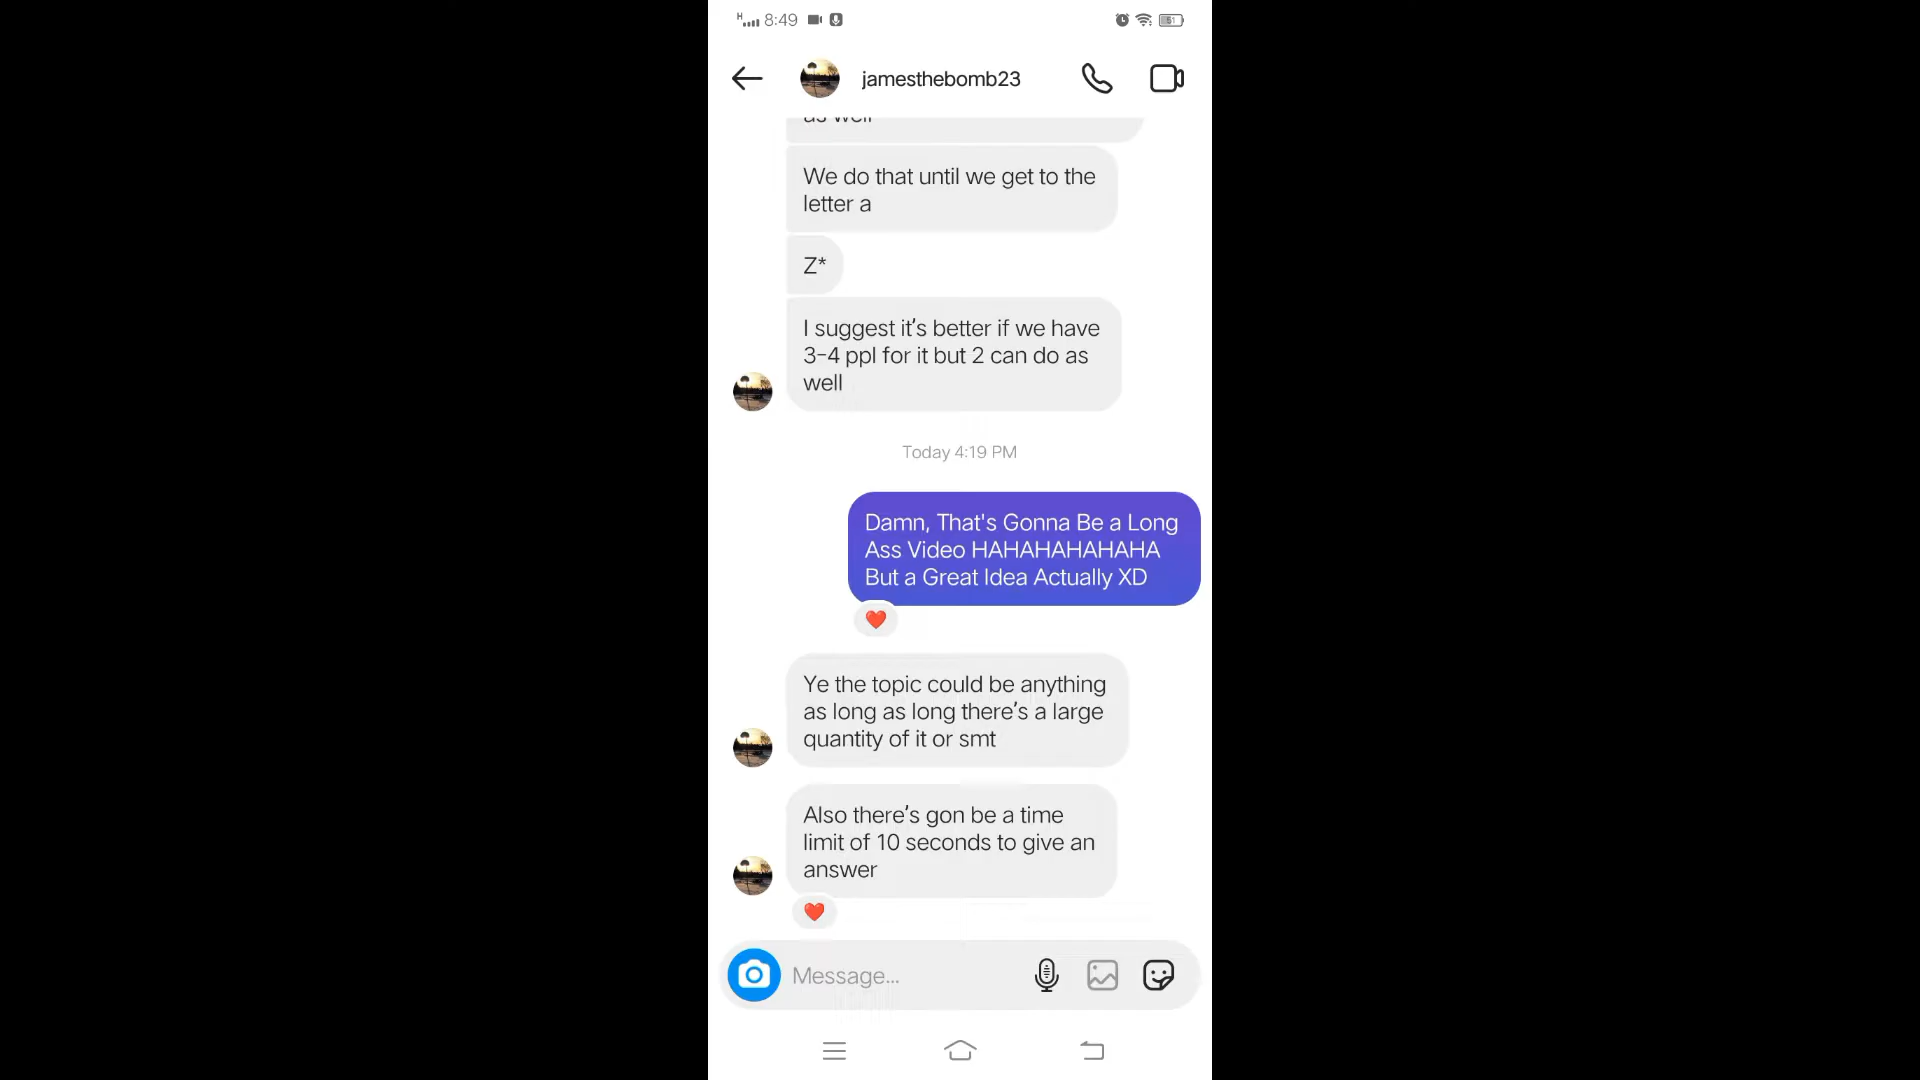 H 8:49 51
jamesthebomb23
as well
We do that until we get to the
letter a
Z*
I suggest it's better if we have
3-4 ppl for it but 2 can do as
well
Today 4:19 PM
Damn, That's Gonna Be a Long
Ass Video HAHAHAHAHAHA
But a Great Idea Actually XD
Ye the topic could be anything
as long as long there's a large
quantity of it or smt
Also there's gon be a time
limit of 10 seconds to give an
answer
Message...